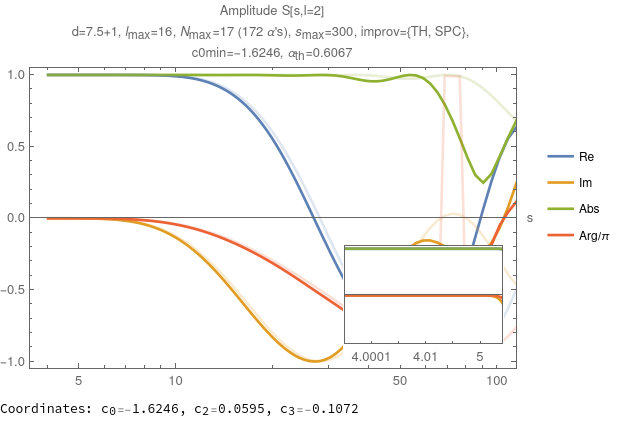 Amplitude S[s,l=2]
d=7.5+1, lmax=16, Nmax=17 (172 α's), smax=300, improv={TH, SPC},
c0min=−1.6246, αth=0.6067
1.0
0.5
0.0
−0.5
−1.0
5
10
50
100
s
4.0001
4.01
5
Re
Im
Abs
Arg/π
Coordinates: c0=−1.6246, c2=0.0595, c3=−0.1072